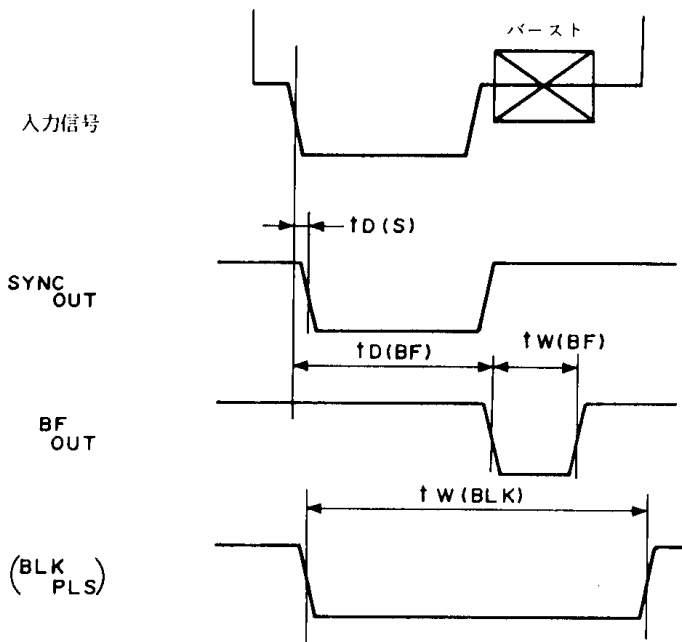 バースト
入力信号
tD(S)
SYNC OUT
tD(BF)
tW(BF)
BF OUT
tW(BLK)
(BLK PLS)